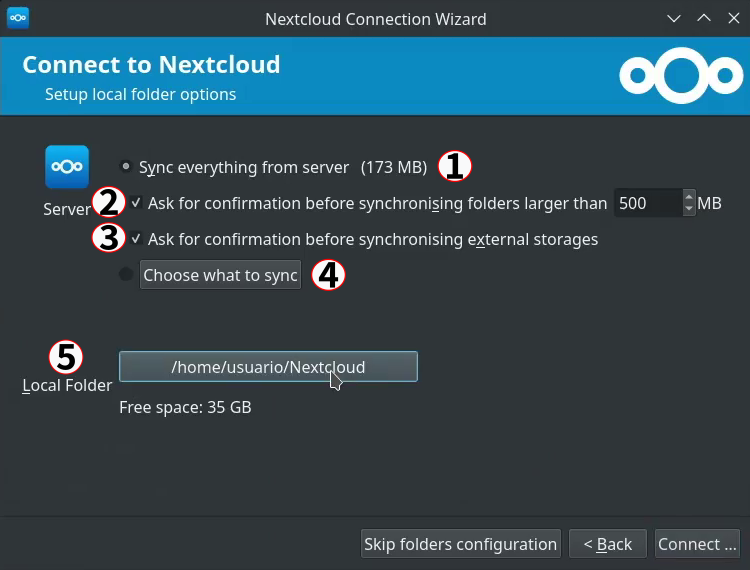 Nextcloud Connection Wizard
Connect to Nextcloud
Setup local folder options
Sync everything from server (173 MB) 1
Server
2 Ask for confirmation before synchronising folders larger than 500 MB
3 Ask for confirmation before synchronising external storages
Choose what to sync 4
5
/home/usuario/Nextcloud
Local Folder
Free space: 35 GB
Skip folders configuration < Back Connect ...